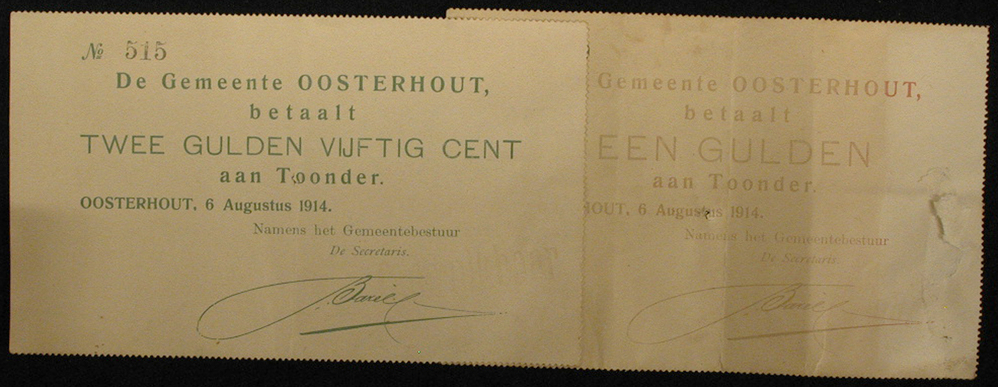 № 515
De Gemeente OOSTERHOUT,
betaalt
TWEE GULDEN VIJFTIG CENT
aan Toonder.
OOSTERHOUT, 6 Augustus 1914.
Namens het Gemeentebestuur
De Secretaris.
Gemeente OOSTERHOUT,
betaalt
EEN GULDEN
aan Toonder.
HOUT, 6 Augustus 1914.
Namens het Gemeentebestuur
De Secretaris.